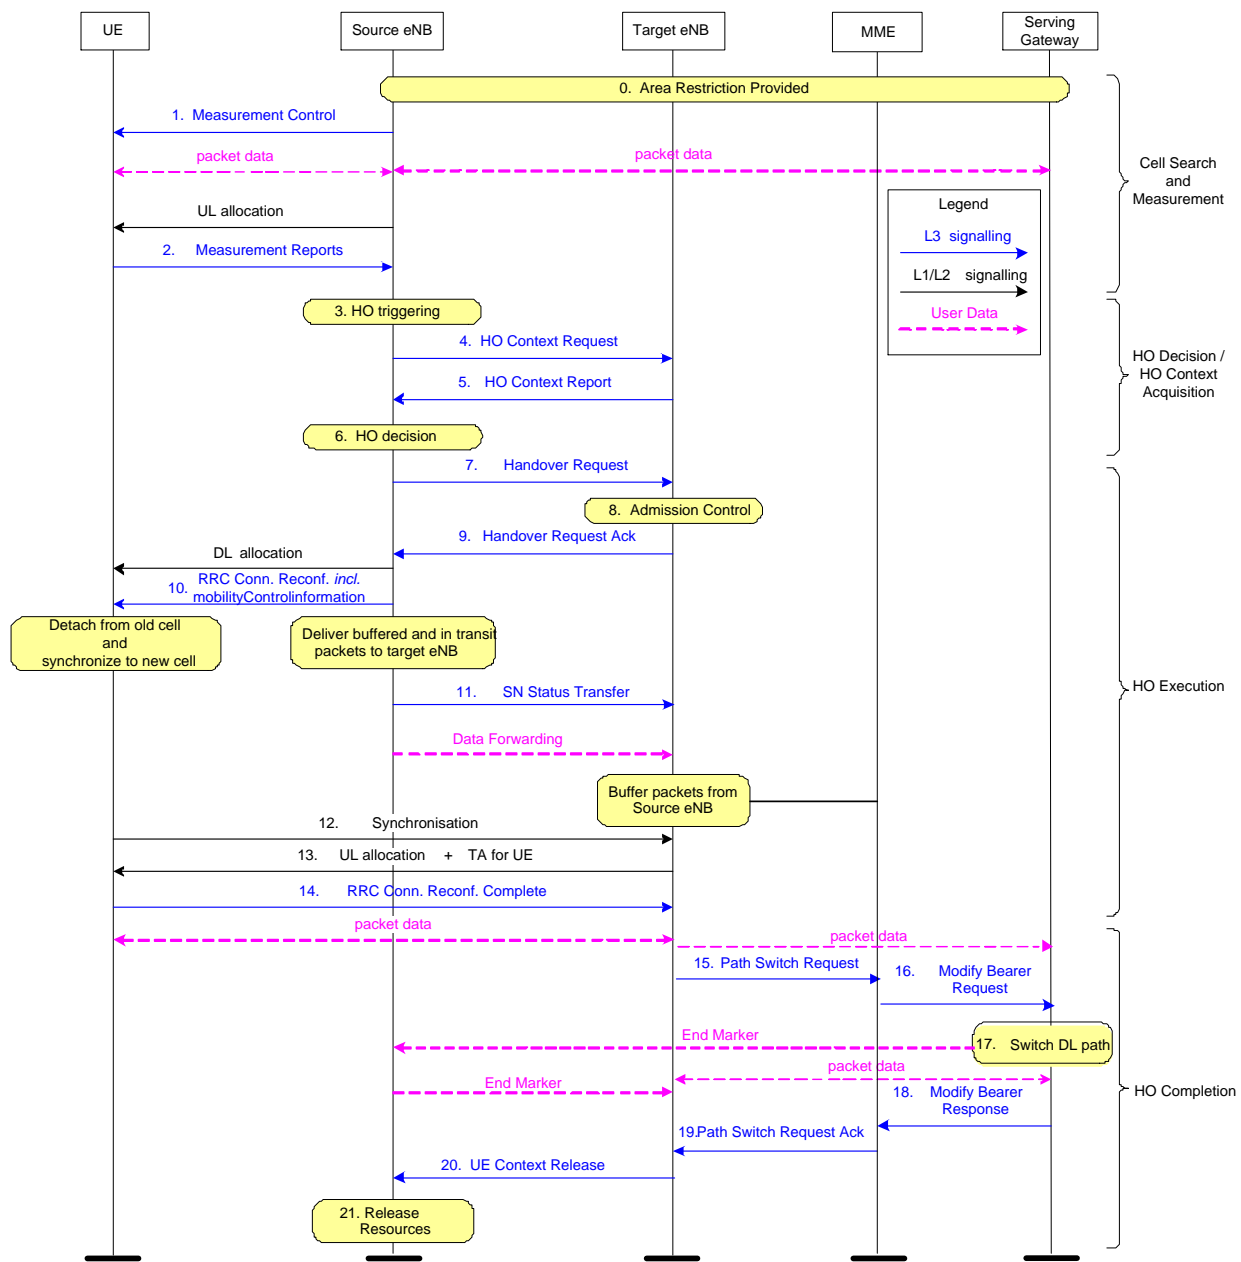 UE
Source eNB
Target eNB
MME
Serving
Gateway
0. Area Restriction Provided
1. Measurement Control
packet data
packet data
Cell Search
and
Measurement
UL allocation
2. Measurement Reports
Legend
L3 signalling
L1/L2 signalling
User Data
3. HO triggering
4. HO Context Request
5. HO Context Report
HO Decision /
HO Context
Acquisition
6. HO decision
7. Handover Request
8. Admission Control
9. Handover Request Ack
DL allocation
10. RRC Conn. Reconf. incl.
mobilityControlinformation
Detach from old cell
and
synchronize to new cell
Deliver buffered and in transit
packets to target eNB
11. SN Status Transfer
HO Execution
Data Forwarding
Buffer packets from
Source eNB
12. Synchronisation
13. UL allocation + TA for UE
14. RRC Conn. Reconf. Complete
packet data
packet data
15. Path Switch Request
16. Modify Bearer
Request
End Marker
17. Switch DL path
packet data
End Marker
18. Modify Bearer
Response
HO Completion
19.Path Switch Request Ack
20. UE Context Release
21. Release
Resources